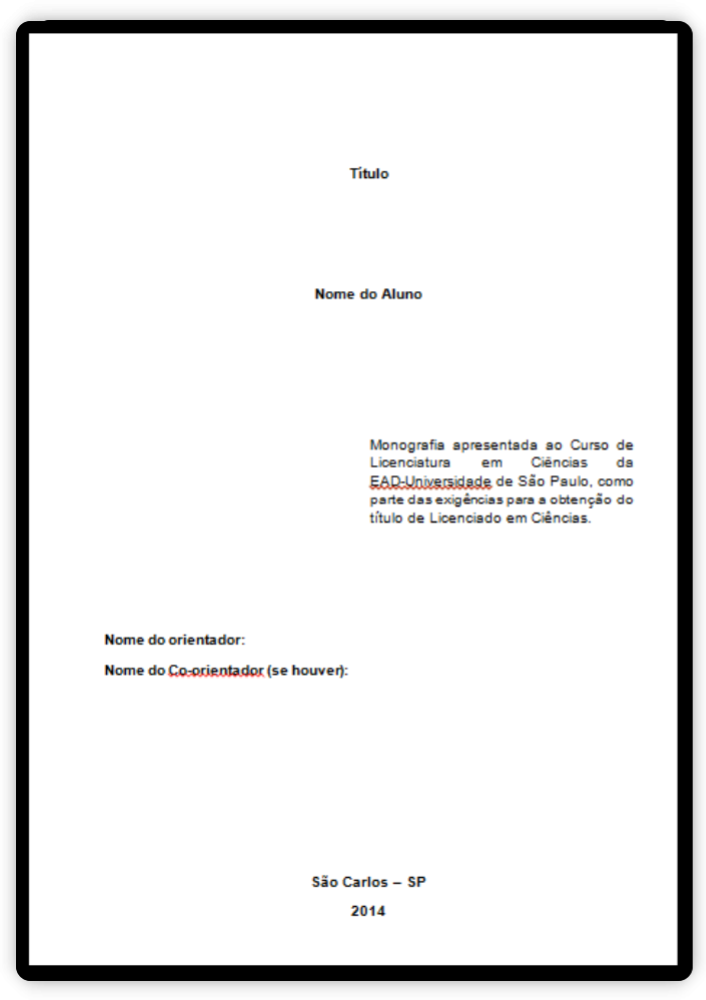 Título
Nome do Aluno
Monografia apresentada ao Curso de
Licenciatura em Ciências da
EAD-Universidade de São Paulo, como
parte das exigências para a obtenção do
título de Licenciado em Ciências.
Nome do orientador:
Nome do Co-orientador (se houver):
São Carlos – SP
2014